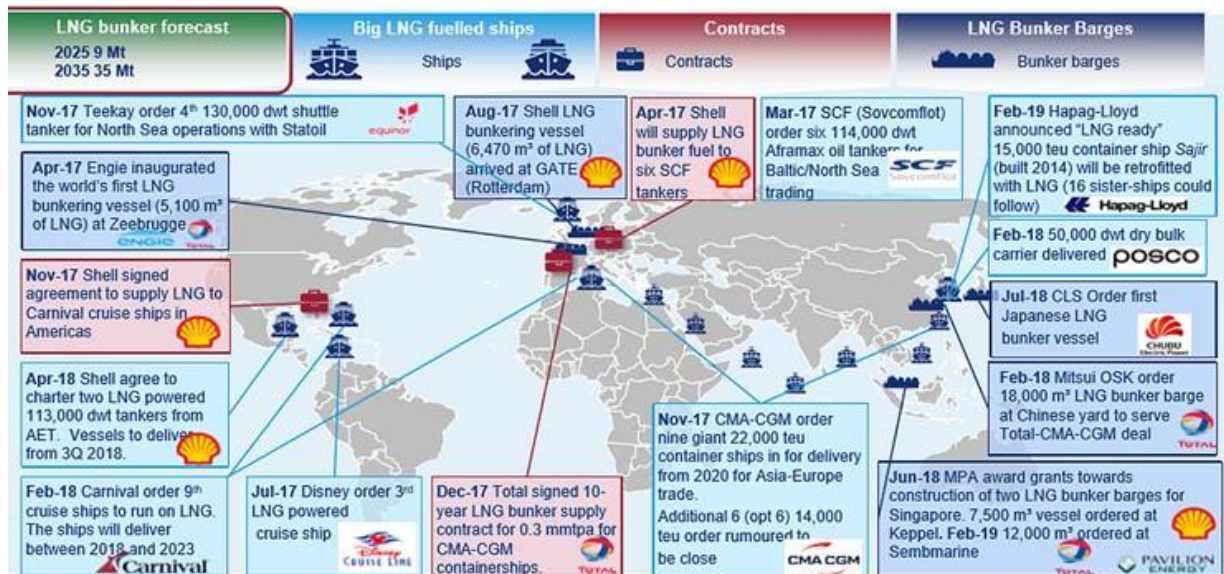 LNG bunker forecast
2025 9 Mt
2035 35 Mt
Big LNG fuelled ships
Ships
Contracts
Contracts
LNG Bunker Barges
Bunker barges
Nov-17 Teekay order 4th 130,000 dwt shuttle
tanker for North Sea operations with Statoil
equinor
Apr-17 Engie inaugurated
the world's first LNG
bunkering vessel (5,100 m³
of LNG) at Zeebrugge
ENGIE
TOTAL
Nov-17 Shell signed
agreement to supply LNG to
Carnival cruise ships in
Americas
Apr-18 Shell agree to
charter two LNG powered
113,000 dwt tankers from
AET. Vessels to deliver
from 3Q 2018.
Feb-18 Carnival order 9th
cruise ships to run on LNG.
The ships will deliver
between 2018 and 2023
Carnival
Jul-17 Disney order 3rd
LNG powered
cruise ship
Disney
CRUISE LINE
Dec-17 Total signed 10-
year LNG bunker supply
contract for 0.3 mmtpa for
CMA-CGM
containerships.
TOTAL
Aug-17 Shell LNG
bunkering vessel
(6,470 m³ of LNG)
arrived at GATE
(Rotterdam)
Apr-17 Shell
will supply LNG
bunker fuel to
six SCF
tankers
Mar-17 SCF (Sovcomflot)
order six 114,000 dwt
Aframax oil tankers for
Baltic/North Sea
trading
SCF
Sovcomflot
Nov-17 CMA-CGM order
nine giant 22,000 teu
container ships in for delivery
from 2020 for Asia-Europe
trade.
Additional 6 (opt 6) 14,000
teu order rumoured to
be close
CMA CGM
Feb-19 Hapag-Lloyd
announced "LNG ready"
15,000 teu container ship Sajir
(built 2014) will be retrofitted
with LNG (16 sister-ships could
follow)
Hapag-Lloyd
Feb-18 50,000 dwt dry bulk
carrier delivered
posco
Jul-18 CLS Order first
Japanese LNG
bunker vessel
CHUBU
Electric Power
Feb-18 Mitsui OSK order
18,000 m³ LNG bunker barge
at Chinese yard to serve
Total-CMA-CGM deal
TOTAL
Jun-18 MPA award grants towards
construction of two LNG bunker barges for
Singapore. 7,500 m³ vessel ordered at
Keppel. Feb-19 12,000 m³ ordered at
Sembmarine
TOTAL
PAVILION
ENERGY